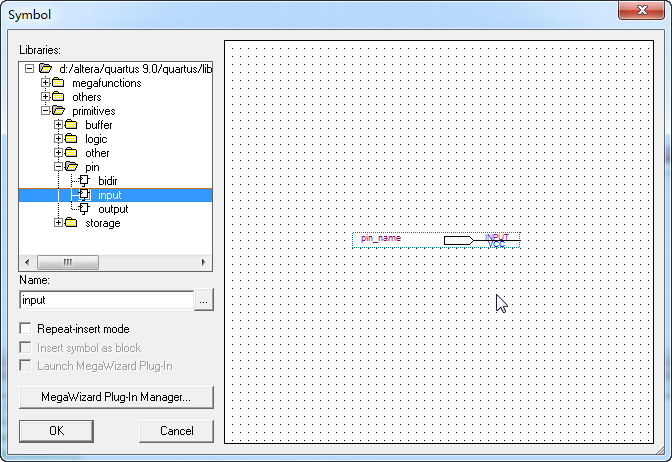 Symbol
Libraries:
d:/altera/quartus 9.0/quartus/lib
megafunctions
others
primitives
buffer
logic
other
pin
bidir
input
output
storage
Name:
input
...
Repeat-insert mode
Insert symbol as block
Launch MegaWizard Plug-In
MegaWizard Plug-In Manager...
OK
Cancel
pin_name
INPUT
VCC